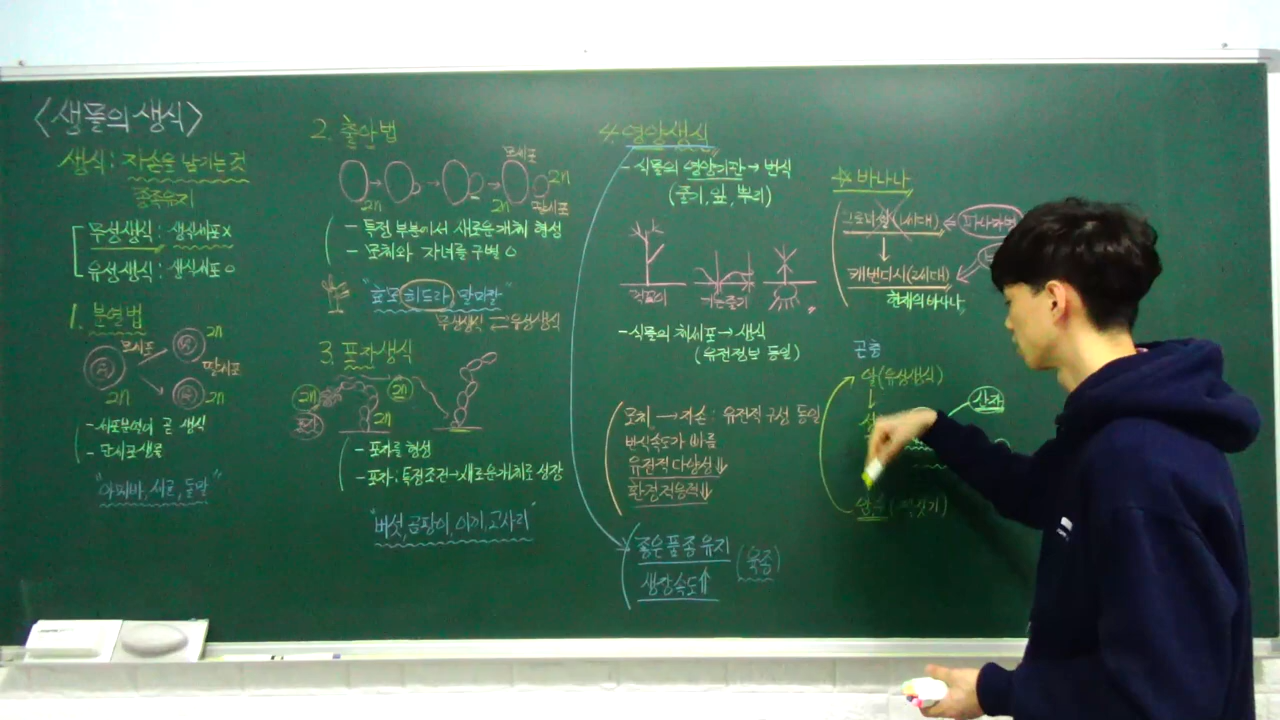 <생물의 생식>
생식: 자손을 남기는 것
종족유지
무성생식: 생식세포 X
유성생식: 생식세포 O
1. 분열법
모세포
2n
딸세포
2n
2n
- 세포분열이 곧 생식
- 단세포생물
"아메바, 세균, 돌말"
2. 출아법
모세포
2n
2n
2n
딸세포
- 특정 부분에서 새로운 개체 형성
- 모체와 자녀를 구별 O
"효모, 히드라, 말미잘"
무성생식 ⇄ 유성생식
3. 포자생식
2n
2n
2n
포자
- 포자를 형성
- 포자: 특정조건→새로운 개체로 성장
"버섯, 곰팡이, 이끼, 고사리"
4. 영양생식
- 식물의 영양기관 → 번식
(줄기, 잎, 뿌리)
꺾꽂이
기는줄기
- 식물의 체세포 → 생식
(유전정보 동일)
모체 → 자손: 유전적 구성 동일
번식속도가 빠름
유전적 다양성↓
환경적응력↓
좋은 품종 유지
생장속도↑
(육종)
* 바나나
(1세대)
캐번디시(2세대)
현재의 바나나
곤충
알(유성생식)